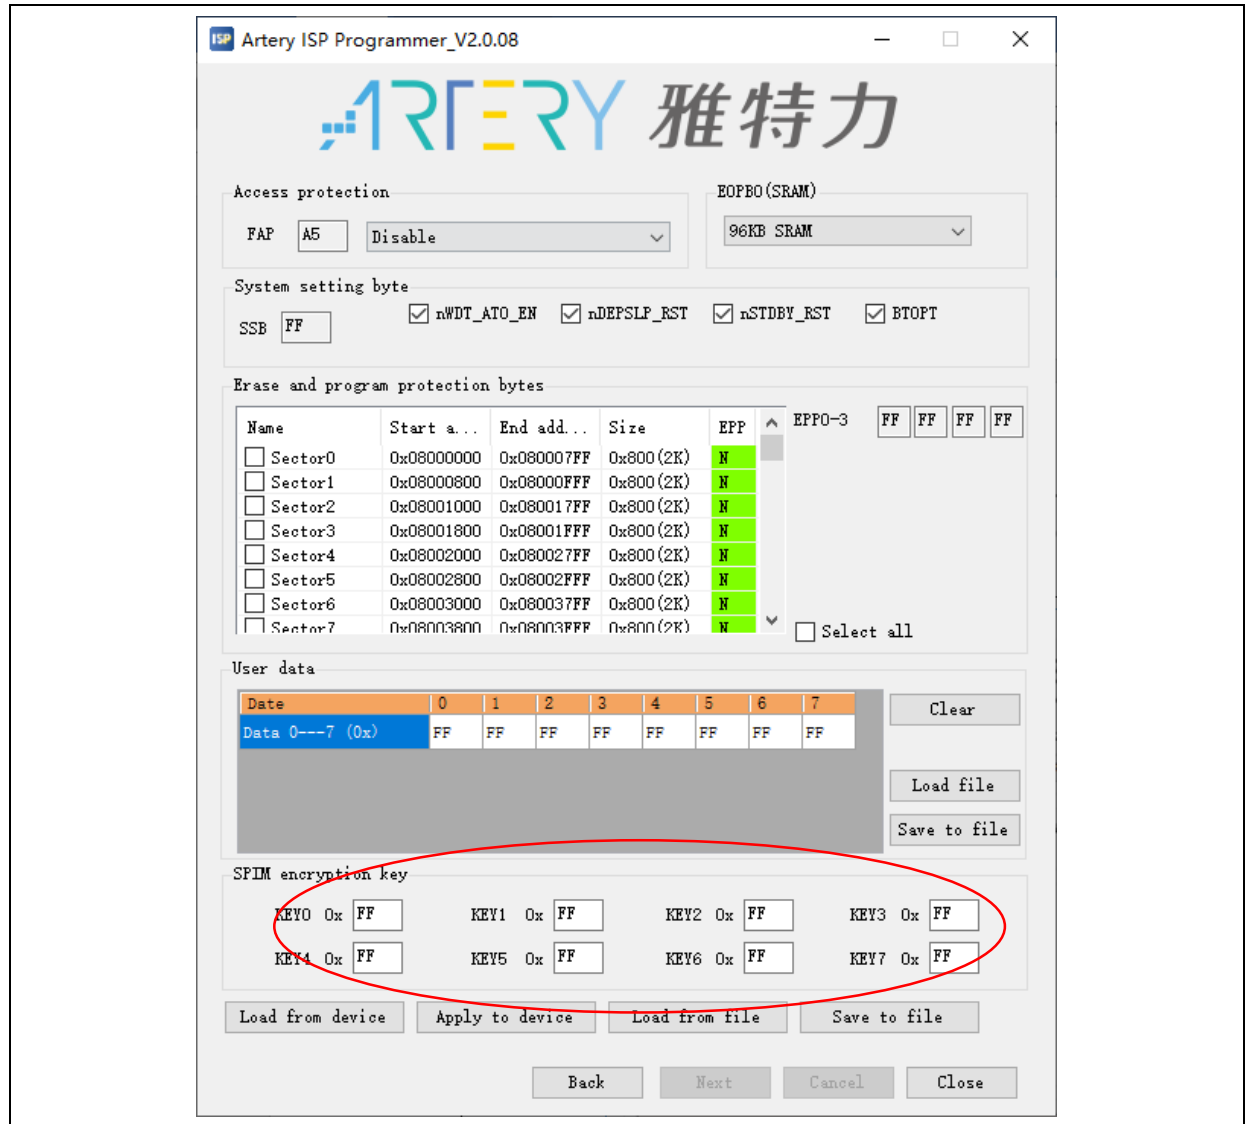 ISP Artery ISP Programmer_V2.0.08
ARTERY 雅特力
Access protection
FAP A5 Disable
EOPB0(SRAM)
96KB SRAM
System setting byte
SSB FF nWDT_ATO_EN nDEPSLP_RST nSTDBY_RST BTOPT
Erase and program protection bytes
Name Start a... End add... Size EPP
Sector0 0x08000000 0x080007FF 0x800(2K) N
Sector1 0x08000800 0x08000FFF 0x800(2K) N
Sector2 0x08001000 0x080017FF 0x800(2K) N
Sector3 0x08001800 0x08001FFF 0x800(2K) N
Sector4 0x08002000 0x080027FF 0x800(2K) N
Sector5 0x08002800 0x08002FFF 0x800(2K) N
Sector6 0x08003000 0x080037FF 0x800(2K) N
Sector7 0x08003800 0x08003FFF 0x800(2K) N
EPP0-3 FF FF FF FF
Select all
User data
Date 0 1 2 3 4 5 6 7
Data 0---7 (0x) FF FF FF FF FF FF FF FF
Clear
Load file
Save to file
SPIM encryption key
KEY0 0x FF KEY1 0x FF KEY2 0x FF KEY3 0x FF
KEY4 0x FF KEY5 0x FF KEY6 0x FF KEY7 0x FF
Load from device Apply to device Load from file Save to file
Back Next Cancel Close